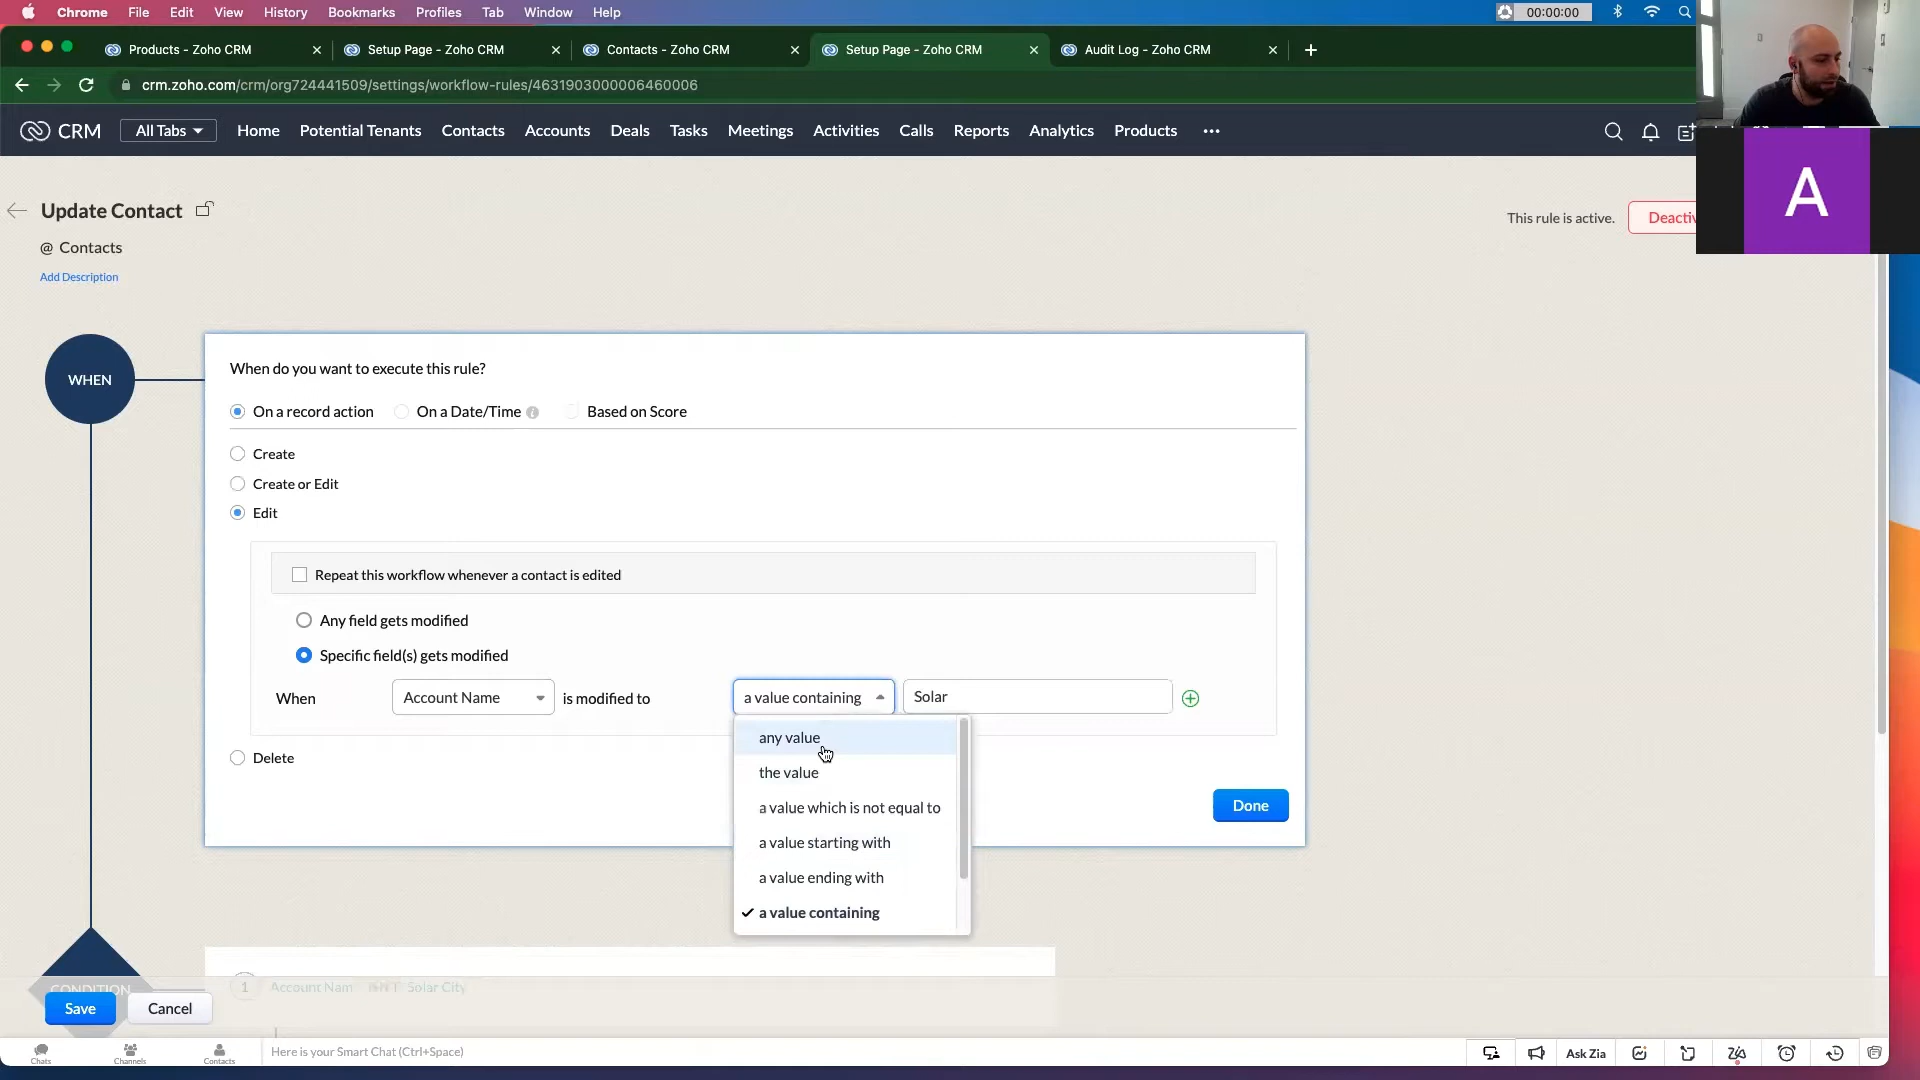 Chrome File Edit View History Bookmarks Profiles Tab Window Help 00:00:00
Products - Zoho CRM Setup Page - Zoho CRM Contacts - Zoho CRM Setup Page - Zoho CRM Audit Log - Zoho CRM
crm.zoho.com/crm/org724441509/settings/workflow-rules/4631903000006460006
CRM All Tabs Home Potential Tenants Contacts Accounts Deals Tasks Meetings Activities Calls Reports Analytics Products
A
Update Contact
This rule is active. Deactiv
@ Contacts
Add Description
WHEN
When do you want to execute this rule?
On a record action On a Date/Time Based on Score
Create
Create or Edit
Edit
Repeat this workflow whenever a contact is edited
Any field gets modified
Specific field(s) gets modified
When Account Name is modified to a value containing Solar
any value
Delete
the value
a value which is not equal to
Done
a value starting with
a value ending with
a value containing
CONDITION
1 Account Nam Solar City
Save Cancel
Chats Channels Contacts Here is your Smart Chat (Ctrl+Space) Ask Zia